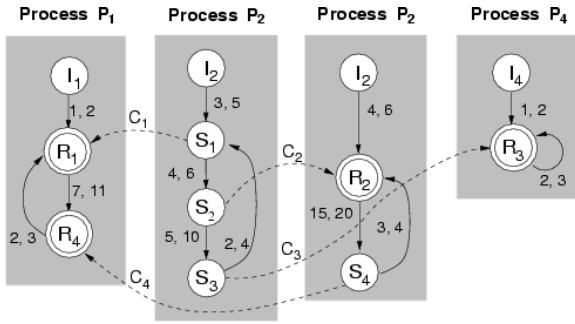 Process P1 Process P2 Process P2 Process P4
I1 I2 I2 I4
1, 2 3, 5 4, 6 1, 2
C1
R1 S1 R3
C2
4, 6 R2 2, 3
7, 11
S2
15, 20 3, 4
2, 3 R4 5, 10 2, 4 C3
C4 S3 S4